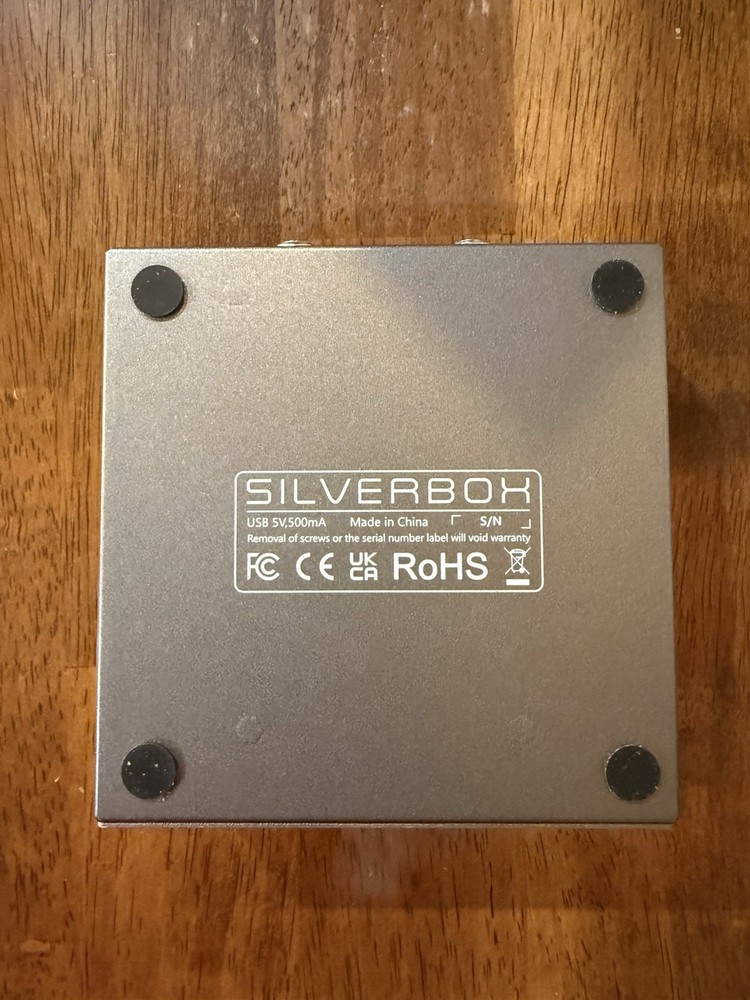 SILVERBOX
USB 5V,500mA Made in China S/N
Removal of screws or the serial number label will void warranty
FC CE UK CA RoHS